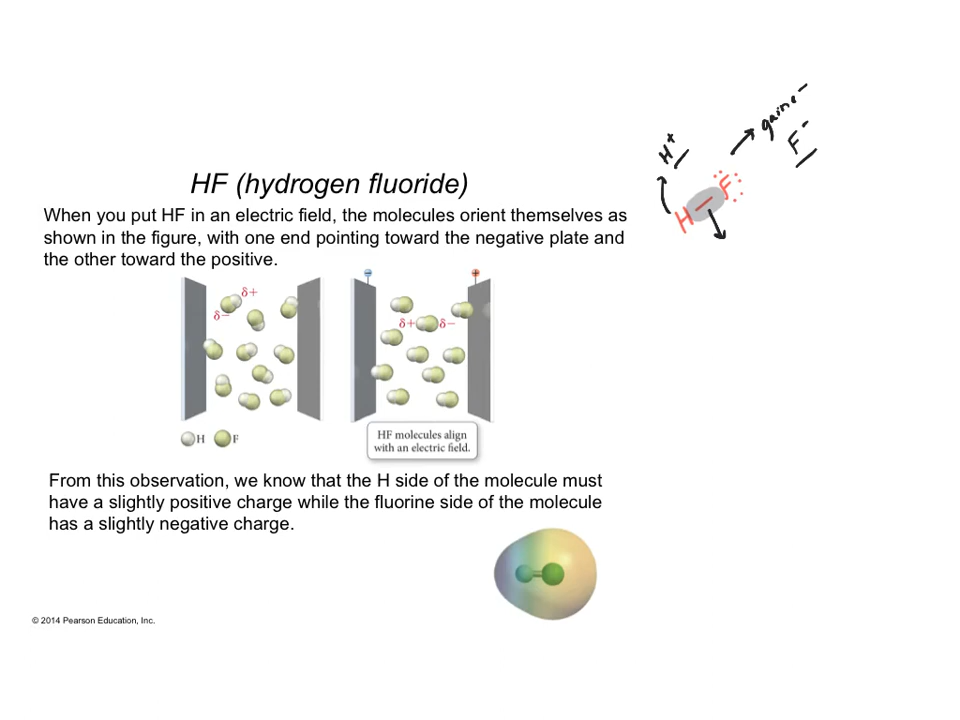 HF (hydrogen fluoride)
When you put HF in an electric field, the molecules orient themselves as
shown in the figure, with one end pointing toward the negative plate and
the other toward the positive.
δ+
δ−
− +
δ+ δ−
H F
HF molecules align
with an electric field.
From this observation, we know that the H side of the molecule must
have a slightly positive charge while the fluorine side of the molecule
has a slightly negative charge.
© 2014 Pearson Education, Inc.
gain e−
H+
F−
H − F